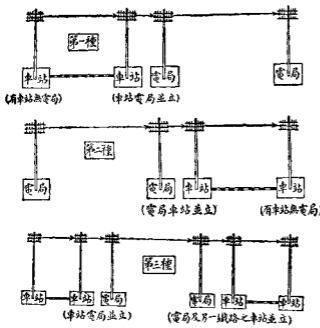 第一種
車站 車站 電局 電局
(有車站無電局) (車站電局並立)
第二種
電局 電局 車站 車站
(電局車站並立) (有車站無電局)
第三種
車站 車站 電局 電局 車站 車站
(車站電局並立) (電局及另一鐵路之車站並立)